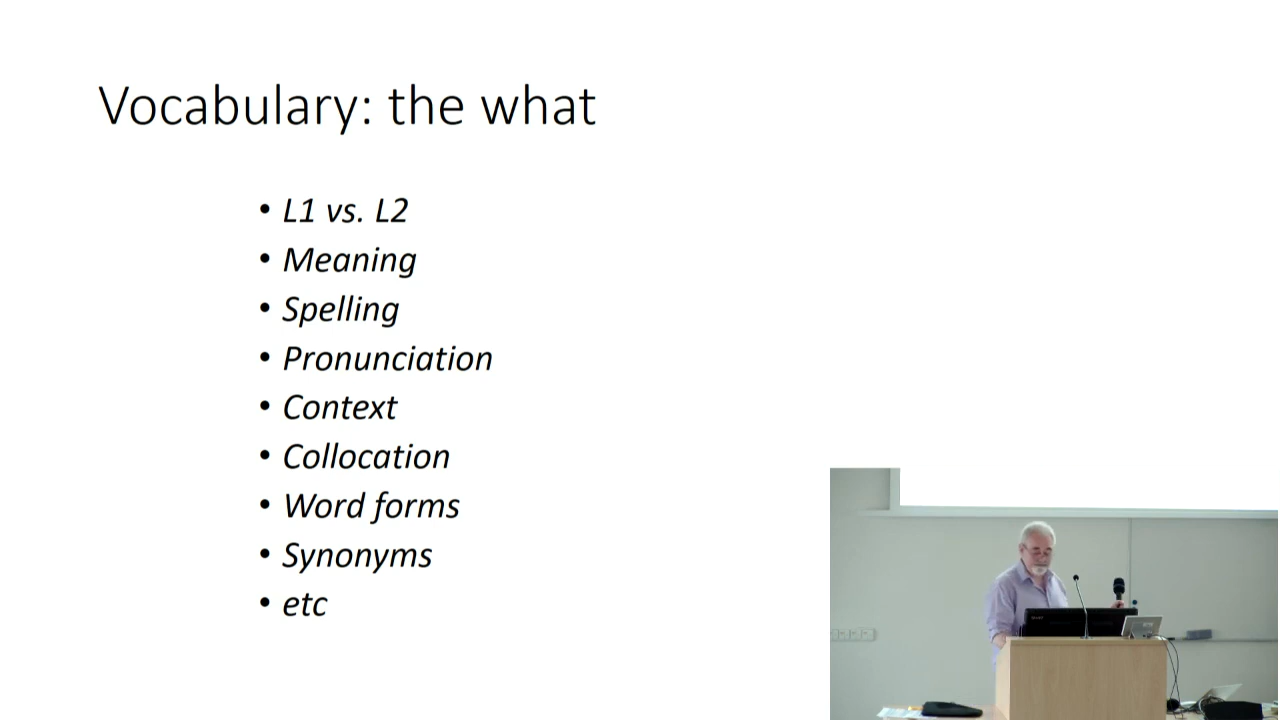 Vocabulary: the what
• L1 vs. L2
• Meaning
• Spelling
• Pronunciation
• Context
• Collocation
• Word forms
• Synonyms
• etc